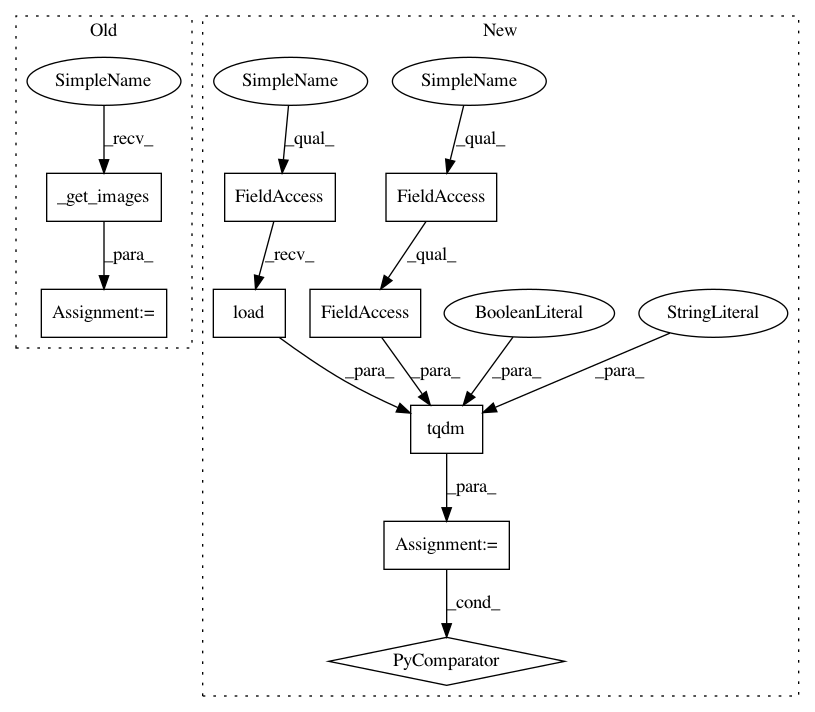 Old
New
SimpleName
SimpleName
SimpleName
_recv_
_qual_
_qual_
_get_images
FieldAccess
FieldAccess
_para_
_recv_
_qual_
Assignment:=
load
FieldAccess
BooleanLiteral
StringLiteral
_para_
_para_
_para_
_para_
tqdm
_para_
Assignment:=
_cond_
PyComparator